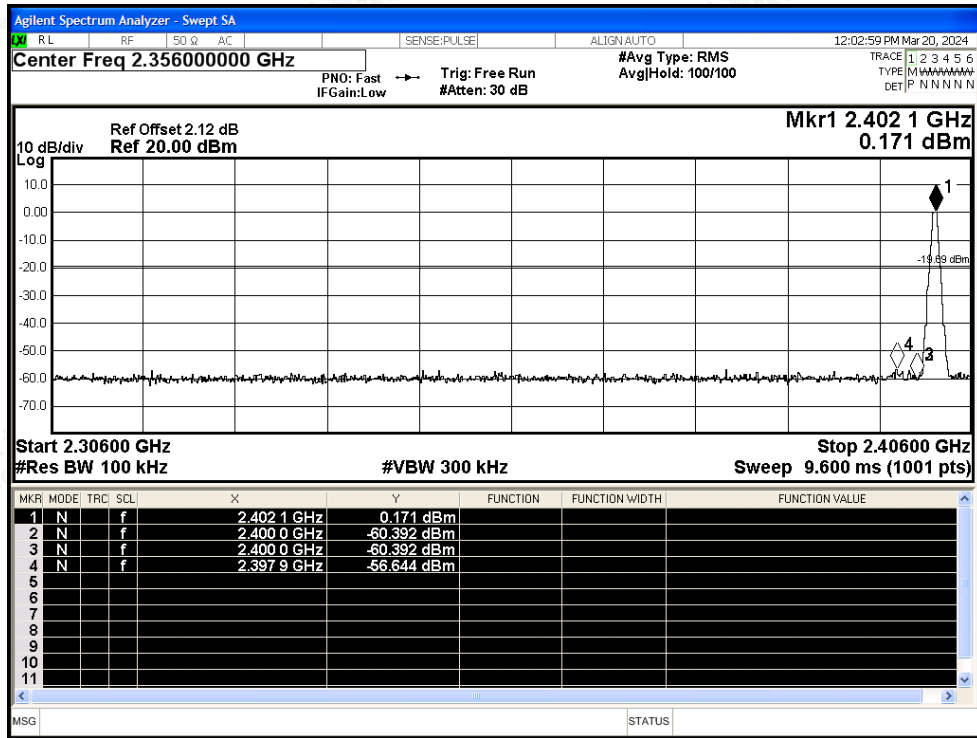 Agilent Spectrum Analyzer - Swept SA
LXI RL RF 50 Ω AC SENSE:PULSE ALIGN AUTO 12:02:59 PM Mar 20, 2024
Center Freq 2.356000000 GHz
PNO: Fast
IFGain:Low
Trig: Free Run
#Atten: 30 dB
#Avg Type: RMS
Avg|Hold: 100/100
TRACE 1 2 3 4 5 6
TYPE M
DET P N N N N N
Mkr1 2.402 1 GHz
0.171 dBm
Ref Offset 2.12 dB
10 dB/div Ref 20.00 dBm
Log
10.0
0.00
-10.0
-20.0
-30.0
-40.0
-50.0
-60.0
-70.0
1
-19.69 dBm
4
Start 2.30600 GHz Stop 2.40600 GHz
#Res BW 100 kHz #VBW 300 kHz Sweep 9.600 ms (1001 pts)
MKR MODE TRC SCL X Y FUNCTION FUNCTION WIDTH FUNCTION VALUE
1 N f 2.402 1 GHz 0.171 dBm
2 N f 2.400 0 GHz -60.392 dBm
3 N f 2.400 0 GHz -60.392 dBm
4 N f 2.397 9 GHz -56.644 dBm
5
6
7
8
9
10
11
MSG STATUS